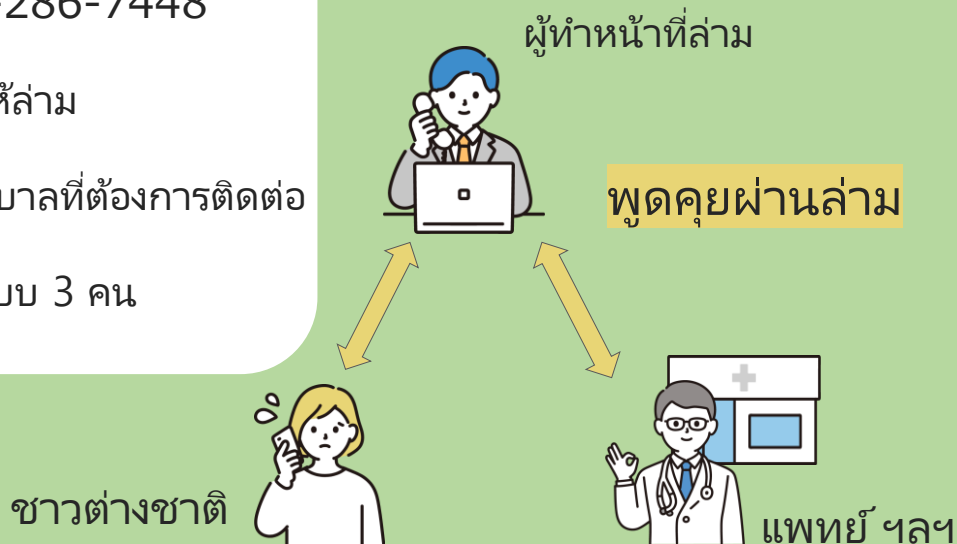 -286-7448
ห้ล่าม
บาลที่ต้องการติดต่อ
บบ 3 คน
ผู้ทำหน้าที่ล่าม
พูดคุยผ่านล่าม
ชาวต่างชาติ
แพทย์ ฯลฯ